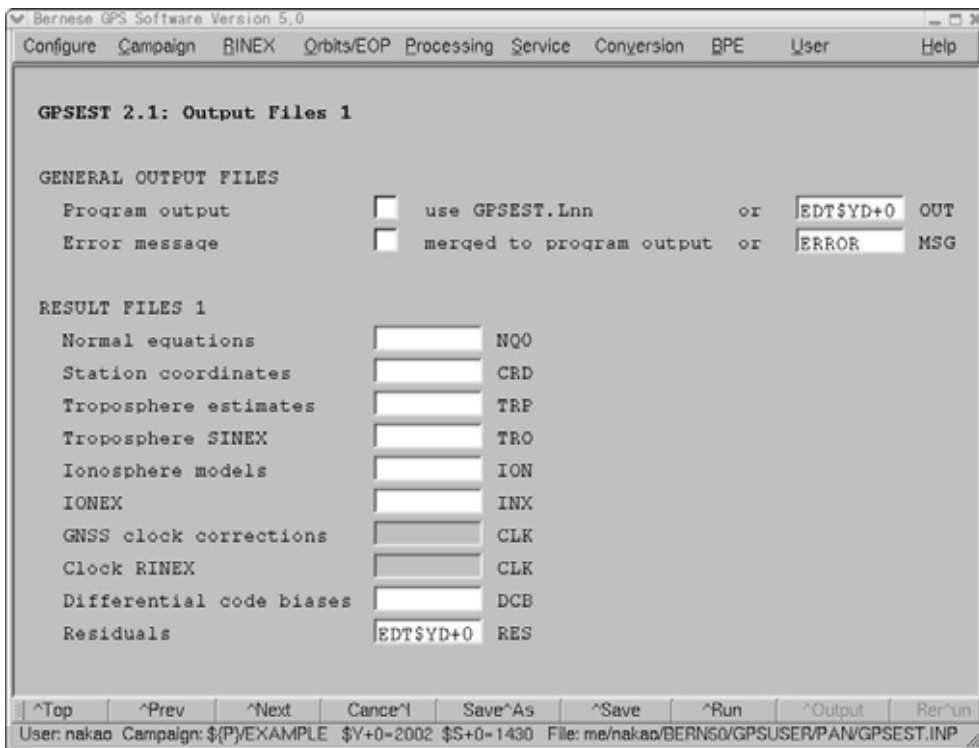 Bernese GPS Software Version 5.0
Configure Campaign RINEX Orbits/EOP Processing Service Conversion BPE User Help
GPSEST 2.1: Output Files 1
GENERAL OUTPUT FILES
Program output use GPSEST.Lnn or EDT$YD+0 OUT
Error message merged to program output or ERROR MSG
RESULT FILES 1
Normal equations NQ0
Station coordinates CRD
Troposphere estimates TRP
Troposphere SINEX TRO
Ionosphere models ION
IONEX INX
GNSS clock corrections CLK
Clock RINEX CLK
Differential code biases DCB
Residuals EDT$YD+0 RES
^Top ^Prev ^Next Cance^l Save^As ^Save ^Run ^Output Rer^un
User: nakao Campaign: ${P}/EXAMPLE $Y+0=2002 $S+0=1430 File: me/nakao/BERN50/GPSUSER/PAN/GPSEST.INP